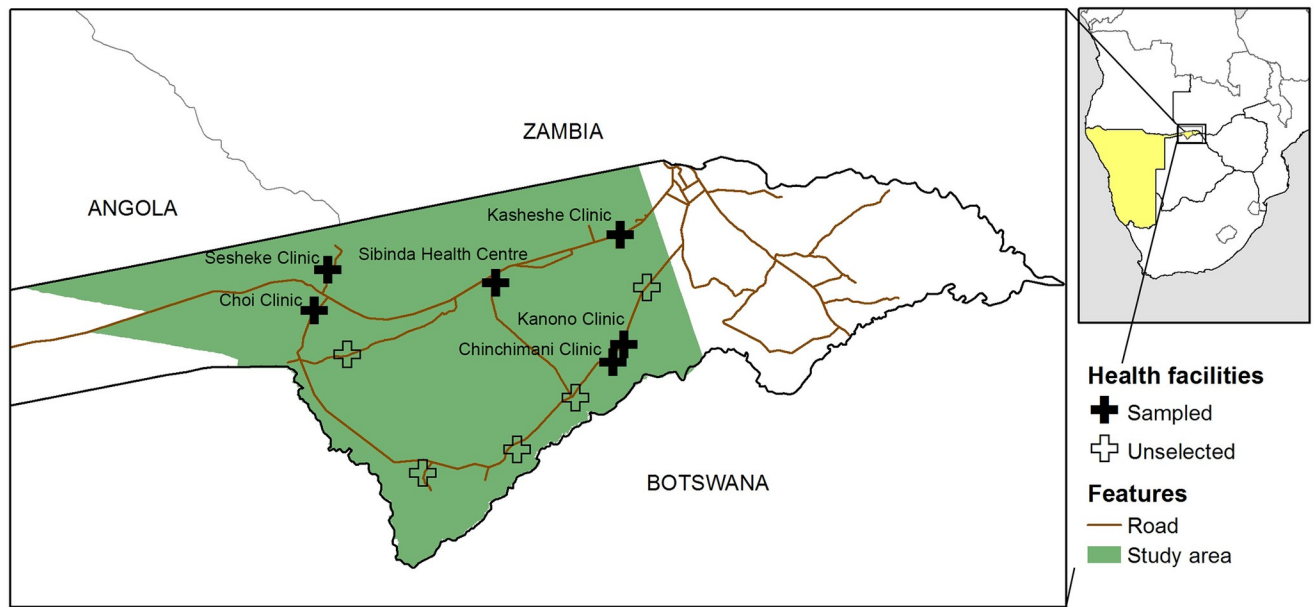 ZAMBIA
ANGOLA
Kasheshe Clinic
Sesheke Clinic
Sibinda Health Centre
Choi Clinic
Kanono Clinic
Chinchimani Clinic
BOTSWANA
Health facilities
Sampled
Unselected
Features
Road
Study area